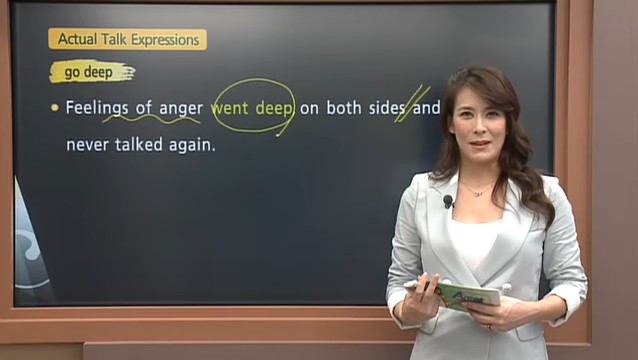 Actual Talk Expressions
go deep
Feelings of anger went deep on both sides and
never talked again.